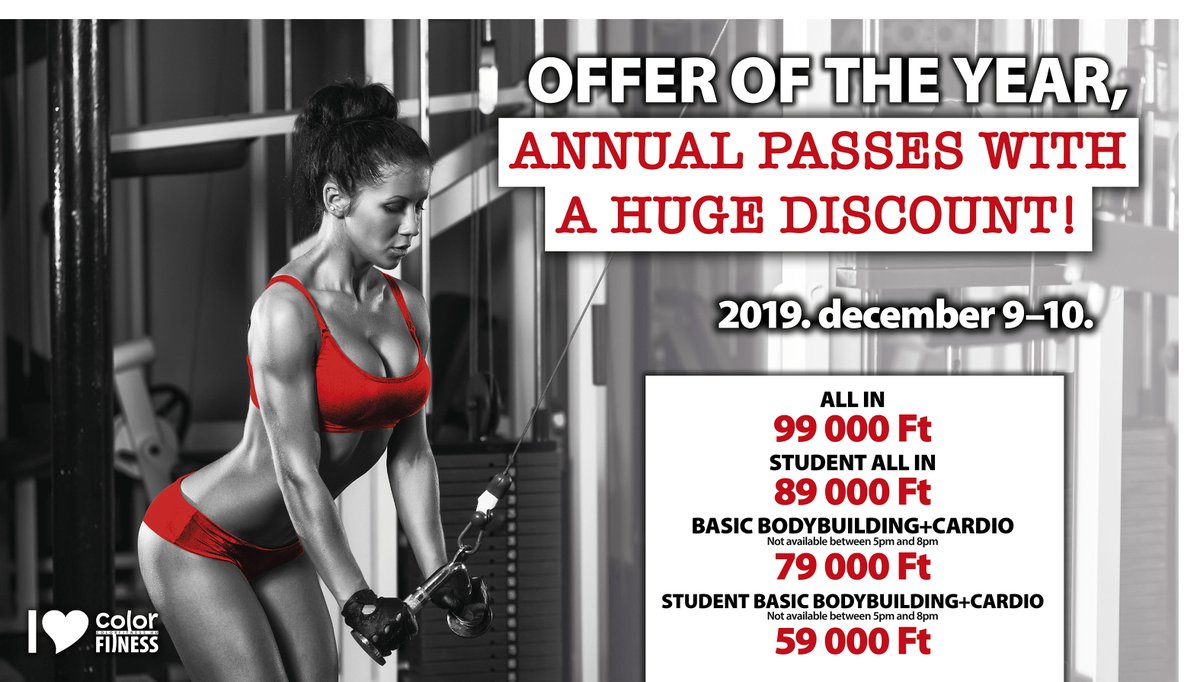 OFFER OF THE YEAR,
ANNUAL PASSES WITH
A HUGE DISCOUNT!
2019. december 9–10.
ALL IN
99 000 Ft
STUDENT ALL IN
89 000 Ft
BASIC BODYBUILDING+CARDIO
Not available between 5pm and 8pm
79 000 Ft
STUDENT BASIC BODYBUILDING+CARDIO
Not available between 5pm and 8pm
59 000 Ft
I color
COLORFITNESS.HU
FITNESS